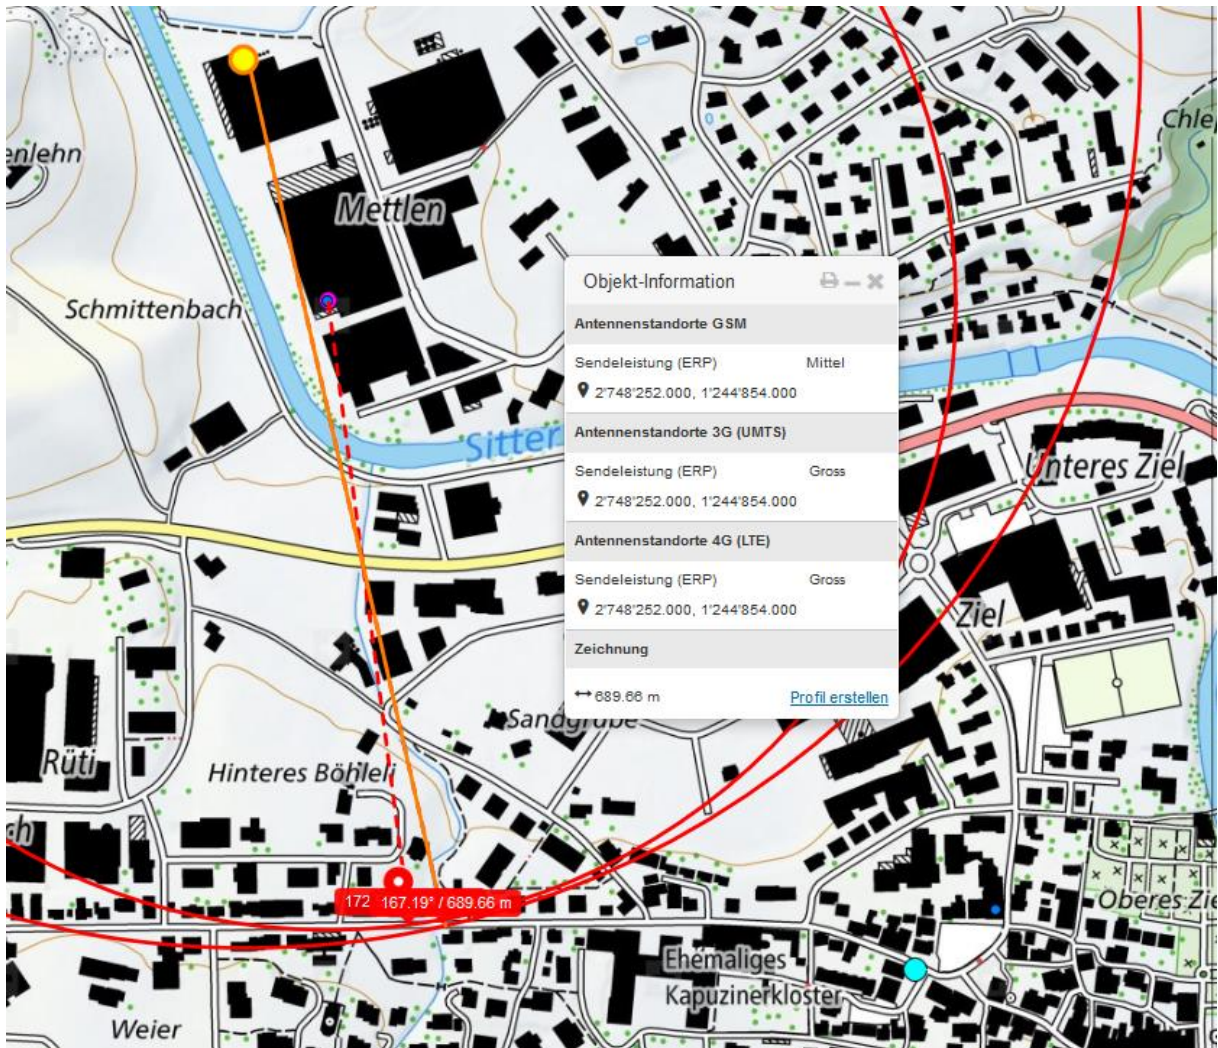 Chle
enlehn
Mettlen
Schmittenbach
Objekt-Information
Antennenstandorte GSM
Sendeleistung (ERP) Mittel
2'748'252.000, 1'244'854.000
Antennenstandorte 3G (UMTS)
Sendeleistung (ERP) Gross
2'748'252.000, 1'244'854.000
Antennenstandorte 4G (LTE)
Sendeleistung (ERP) Gross
2'748'252.000, 1'244'854.000
Zeichnung
689.66 m Profil erstellen
Sitter
Unteres Ziel
Ziel
Sandgrube
Rüti
Hinteres Böhleli
ch
172 167.19° / 689.66 m
Oberes Zie
Ehemaliges
Kapuzinerkloster
Weier